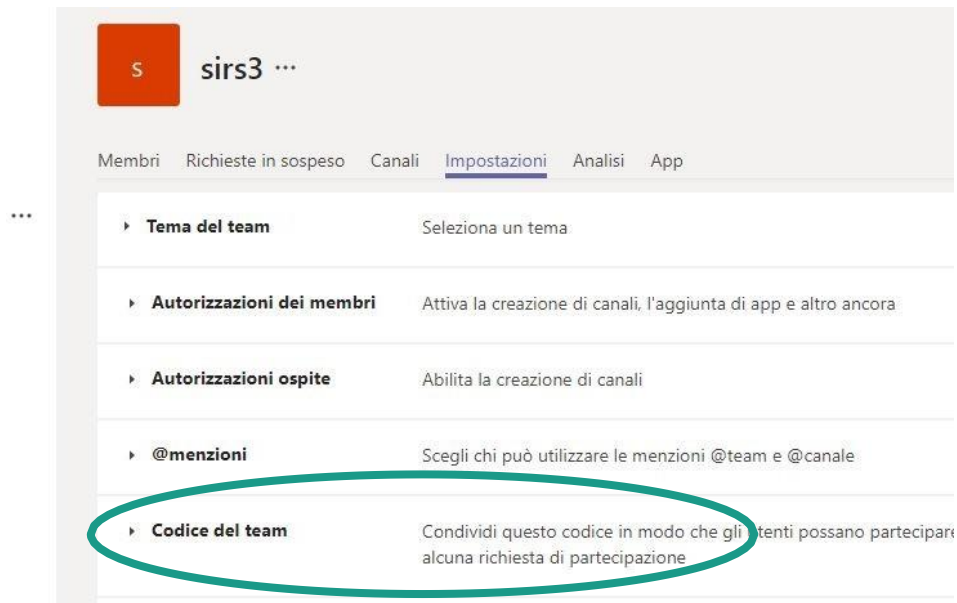 s
sirs3 ...
Membri Richieste in sospeso Canali Impostazioni Analisi App
...
Tema del team Seleziona un tema
Autorizzazioni dei membri Attiva la creazione di canali, l'aggiunta di app e altro ancora
Autorizzazioni ospite Abilita la creazione di canali
@menzioni Scegli chi può utilizzare le menzioni @team e @canale
Codice del team Condividi questo codice in modo che gli utenti possano partecipare
alcuna richiesta di partecipazione